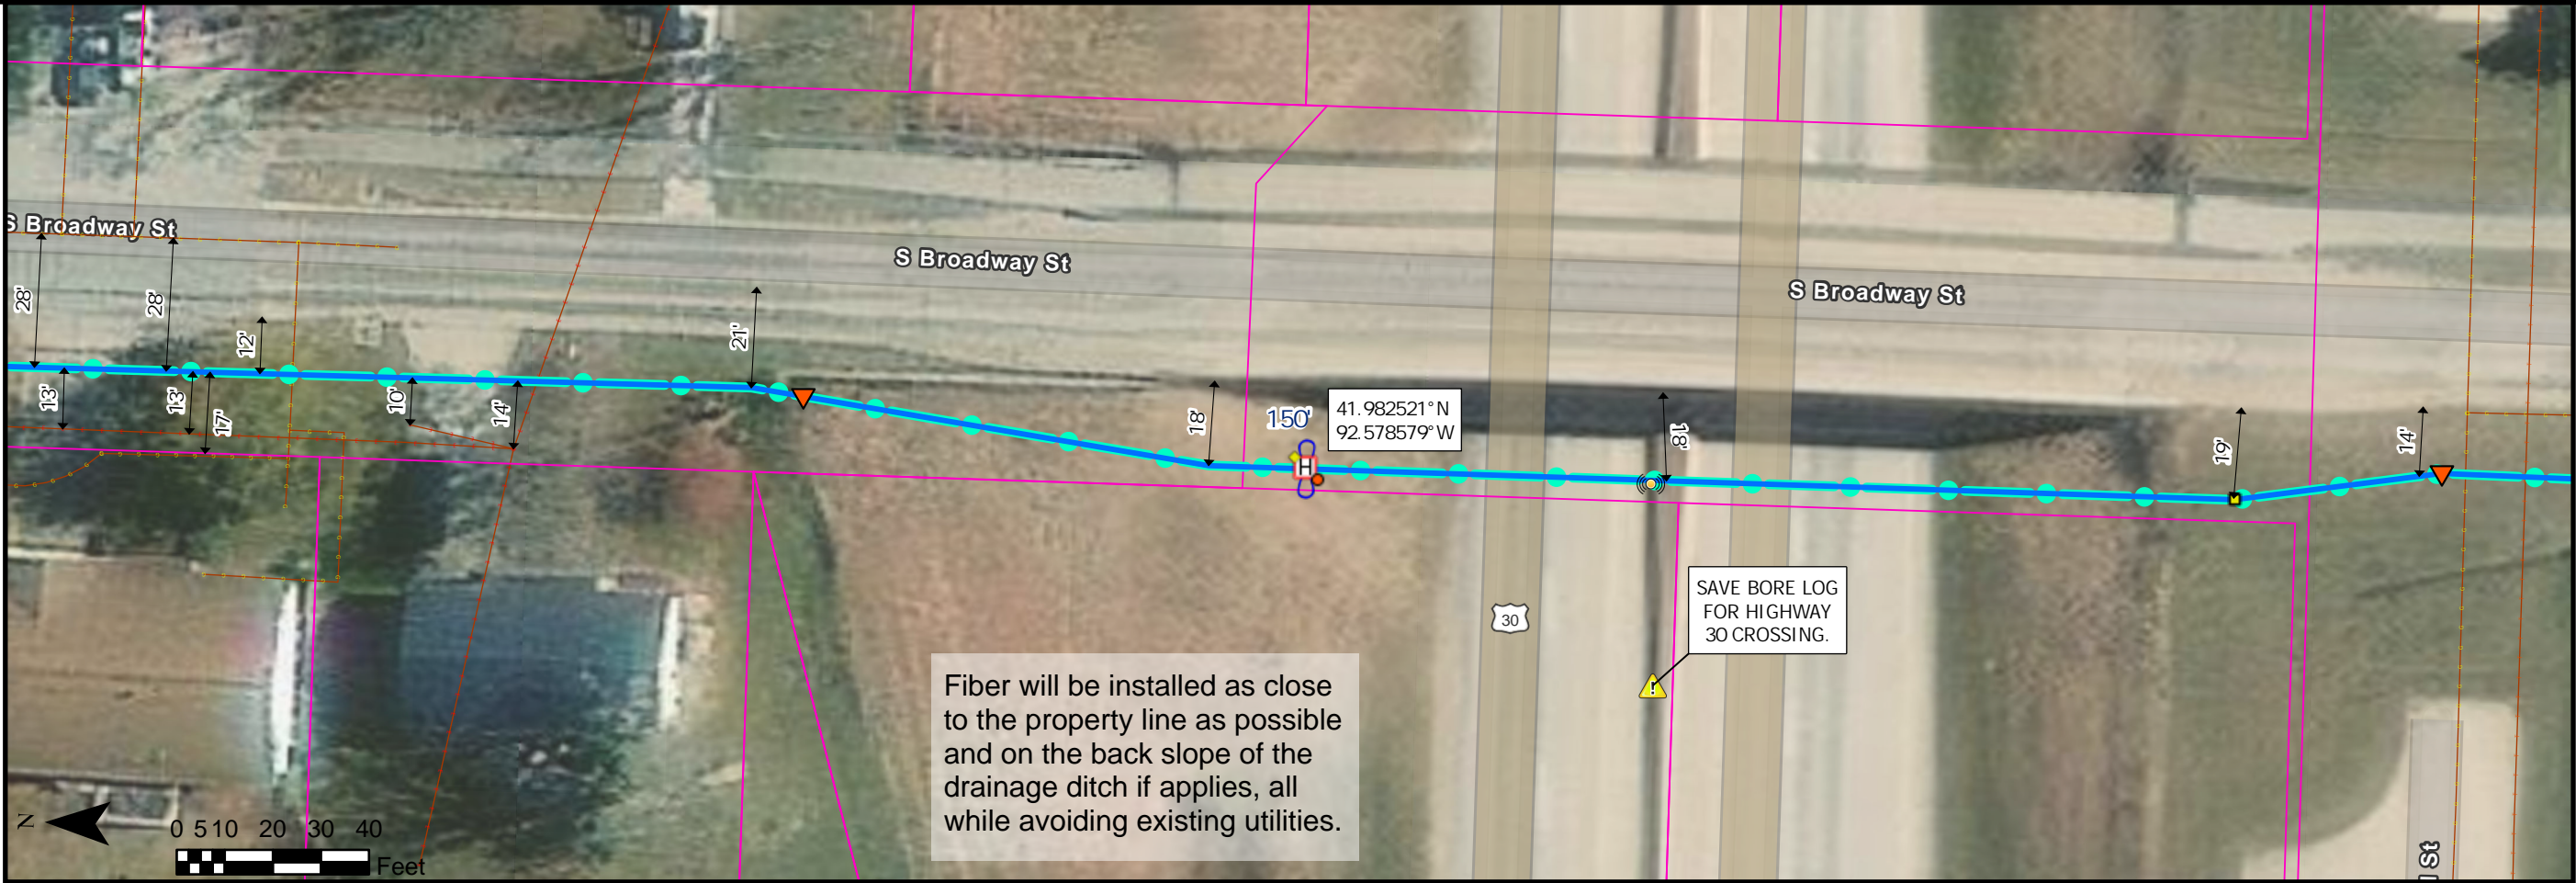 S Broadway St
S Broadway St
S Broadway St
28'
28'
12'
21'
13'
13'
17'
10'
14'
18'
150'
41.982521°N
92.578579°W
18'
19'
14'
SAVE BORE LOG
FOR HIGHWAY
30 CROSSING.
30
H
!
Fiber will be installed as close
to the property line as possible
and on the back slope of the
drainage ditch if applies, all
while avoiding existing utilities.
N
0 5 10 20 30 40
Feet
St